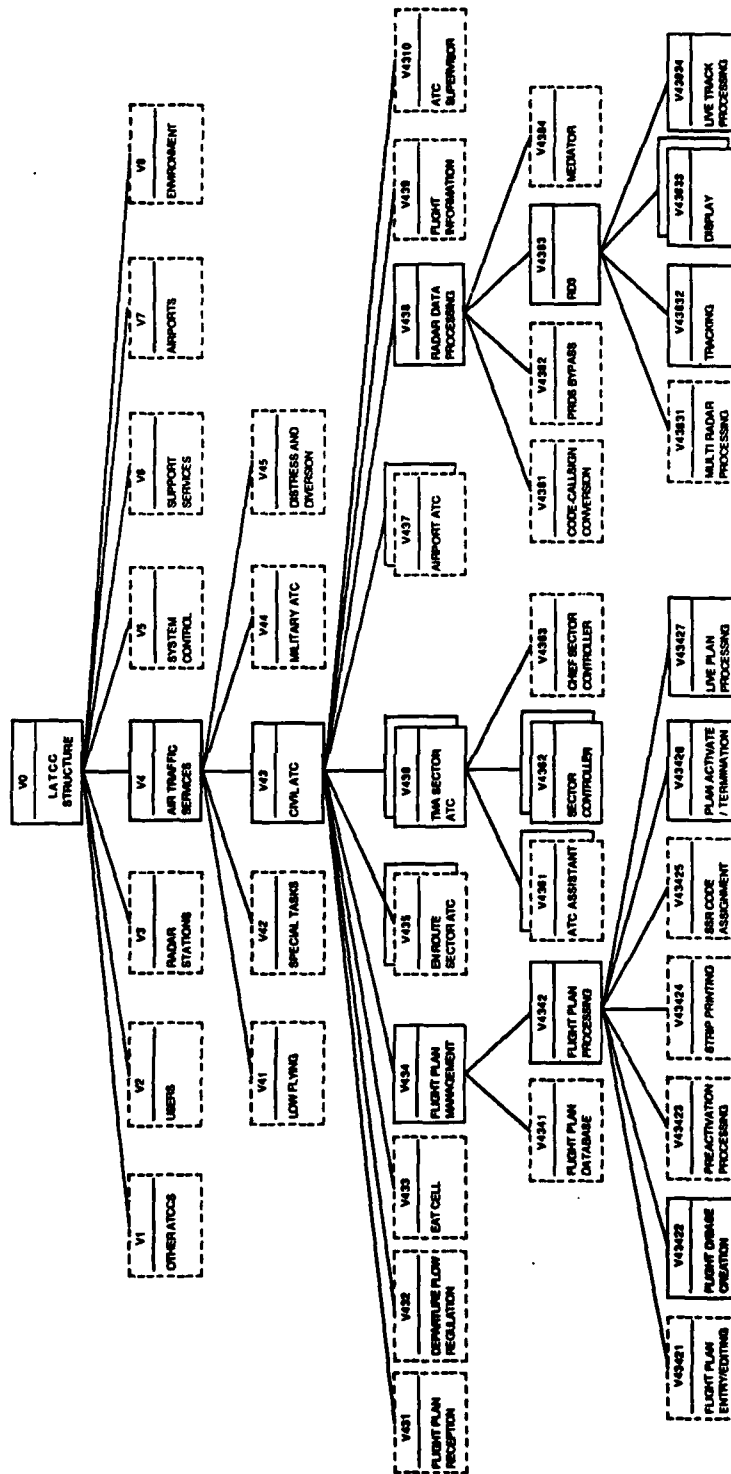 V0
LATCC
STRUCTURE
V1
OTHER ATCCS
V2
USERS
V3
RADAR
STATIONS
V4
AIR TRAFFIC
SERVICES
V5
SYSTEM
CONTROL
V6
SUPPORT
SERVICES
V7
AIRPORTS
V8
ENVIRONMENT
V41
LOW FLYING
V42
SPECIAL TASKS
V43
CIVIL ATC
V44
MILITARY ATC
V45
DISTRESS AND
DIVERSION
V431
FLIGHT PLAN
RECEPTION
V432
DEPARTURE FLOW
REGULATION
V433
EAT CELL
V434
FLIGHT PLAN
MANAGEMENT
V435
EN ROUTE
SECTOR ATC
V436
TMA SECTOR
ATC
V437
AIRPORT ATC
V438
RADAR DATA
PROCESSING
V439
FLIGHT
INFORMATION
V4310
ATC
SUPERVISOR
V4341
FLIGHT PLAN
DATABASE
V4342
FLIGHT PLAN
PROCESSING
V4361
ATC ASSISTANT
V4362
SECTOR
CONTROLLER
V4363
CHIEF SECTOR
CONTROLLER
V4381
CODE-CALLSIGN
CONVERSION
V4382
PRDS BYPASS
V4383
RDS
V4384
MEDIATOR
V43421
FLIGHT PLAN
ENTRY/EDITING
V43422
FLIGHT D/BASE
CREATION
V43423
PREACTIVATION
PROCESSING
V43424
STRIP PRINTING
V43425
SSR CODE
ASSIGNMENT
V43426
PLAN ACTIVATE
/ TERMINATION
V43427
LIVE PLAN
PROCESSING
V43831
MULTI RADAR
PROCESSING
V43832
TRACKING
V43833
DISPLAY
V43834
LIVE TRACK
PROCESSING